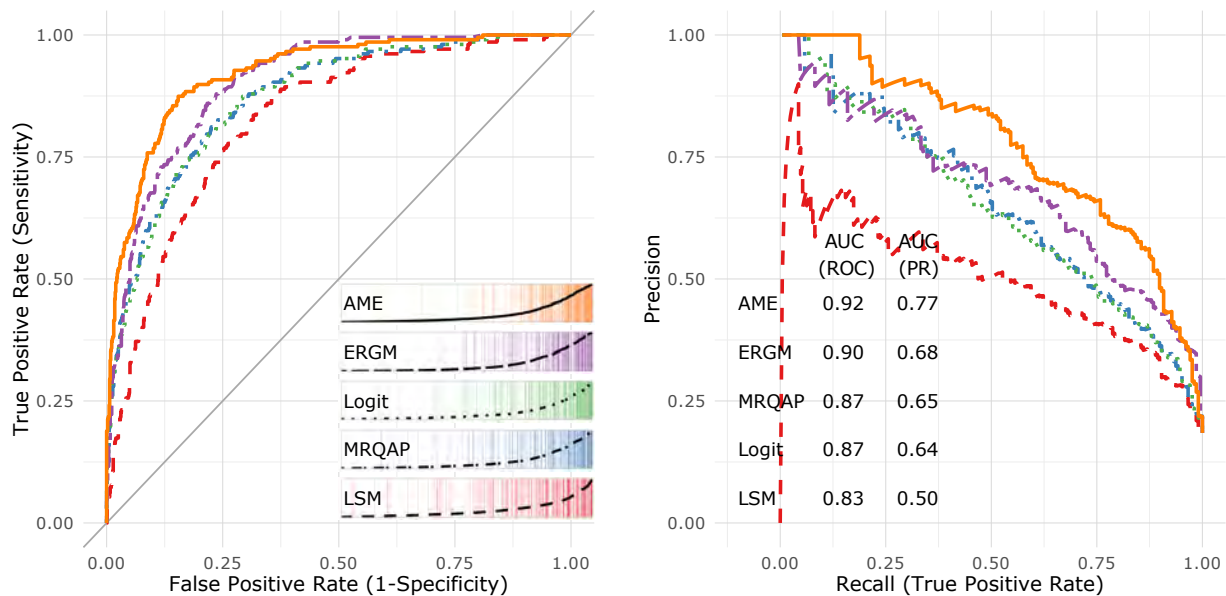 1.00
0.75
0.50
0.25
0.00
True Positive Rate (Sensitivity)
AME
ERGM
Logit
MRQAP
LSM
0.00
0.25
0.50
0.75
1.00
False Positive Rate (1-Specificity)
1.00
0.75
0.50
0.25
0.00
Precision
AUC AUC
(ROC) (PR)
AME 0.92 0.77
ERGM 0.90 0.68
MRQAP 0.87 0.65
Logit 0.87 0.64
LSM 0.83 0.50
0.00
0.25
0.50
0.75
1.00
Recall (True Positive Rate)